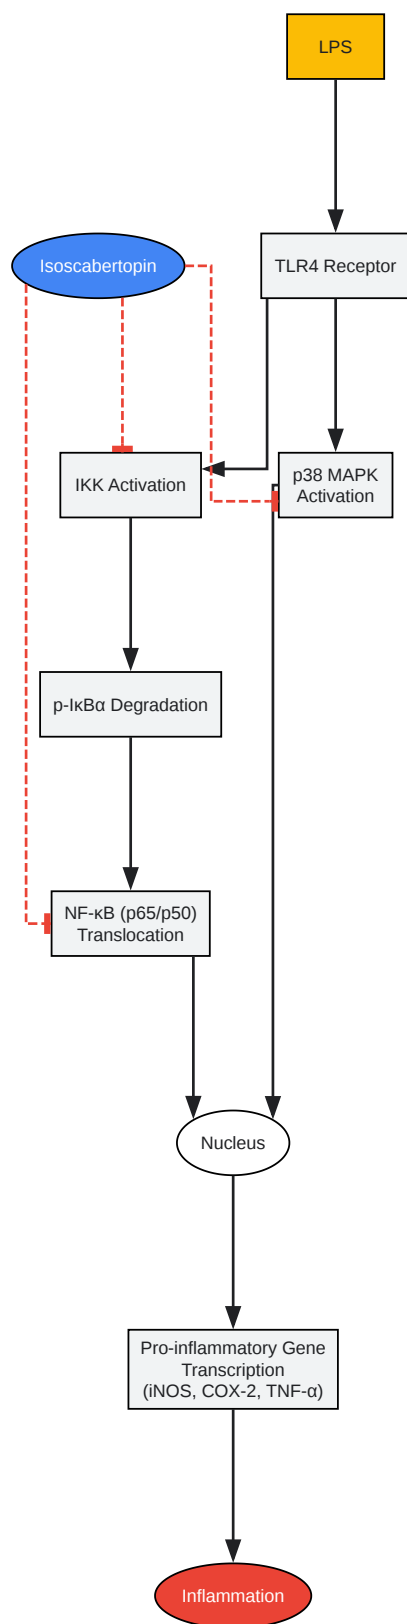 LPS
Isoscabertopin
TLR4 Receptor
IKK Activation
p38 MAPK
Activation
p-IκBα Degradation
NF-κB (p65/p50)
Translocation
Nucleus
Pro-inflammatory Gene
Transcription
(iNOS, COX-2, TNF-α)
Inflammation